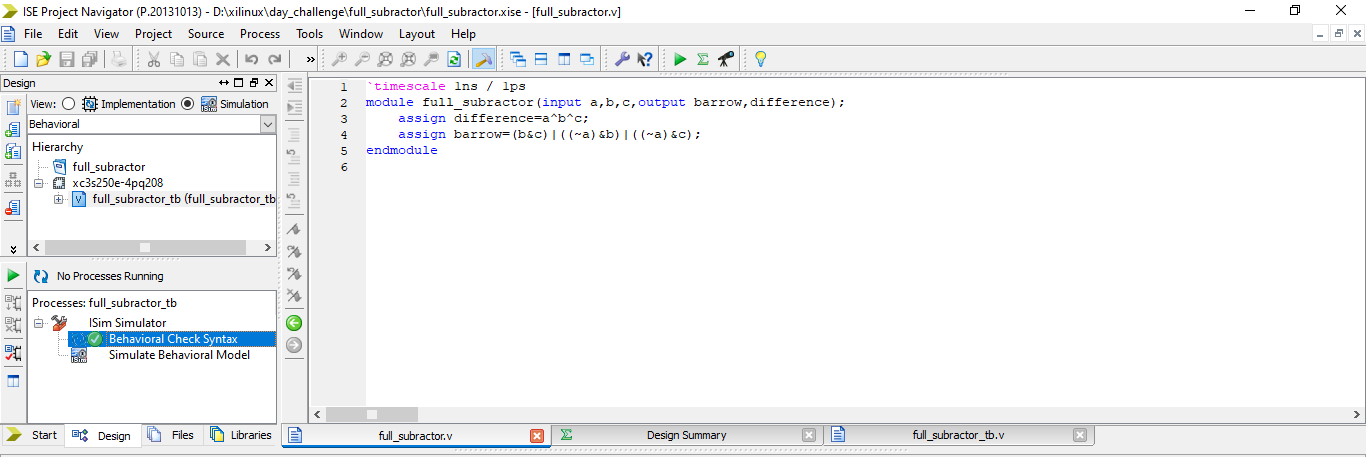 ISE Project Navigator (P.20131013) - D:\xilinux\day_challenge\full_subractor\full_subractor.xise - [full_subractor.v]
File Edit View Project Source Process Tools Window Layout Help
»
Design
View: Implementation Simulation
Behavioral
Hierarchy
full_subractor
xc3s250e-4pq208
full_subractor_tb (full_subractor_tb
No Processes Running
Processes: full_subractor_tb
ISim Simulator
Behavioral Check Syntax
Simulate Behavioral Model
Start Design Files Libraries
1 `timescale 1ns / 1ps
2 module full_subractor(input a,b,c,output barrow,difference);
3 assign difference=a^b^c;
4 assign barrow=(b&c)|((~a)&b)|((~a)&c);
5 endmodule
6
full_subractor.v Design Summary full_subractor_tb.v